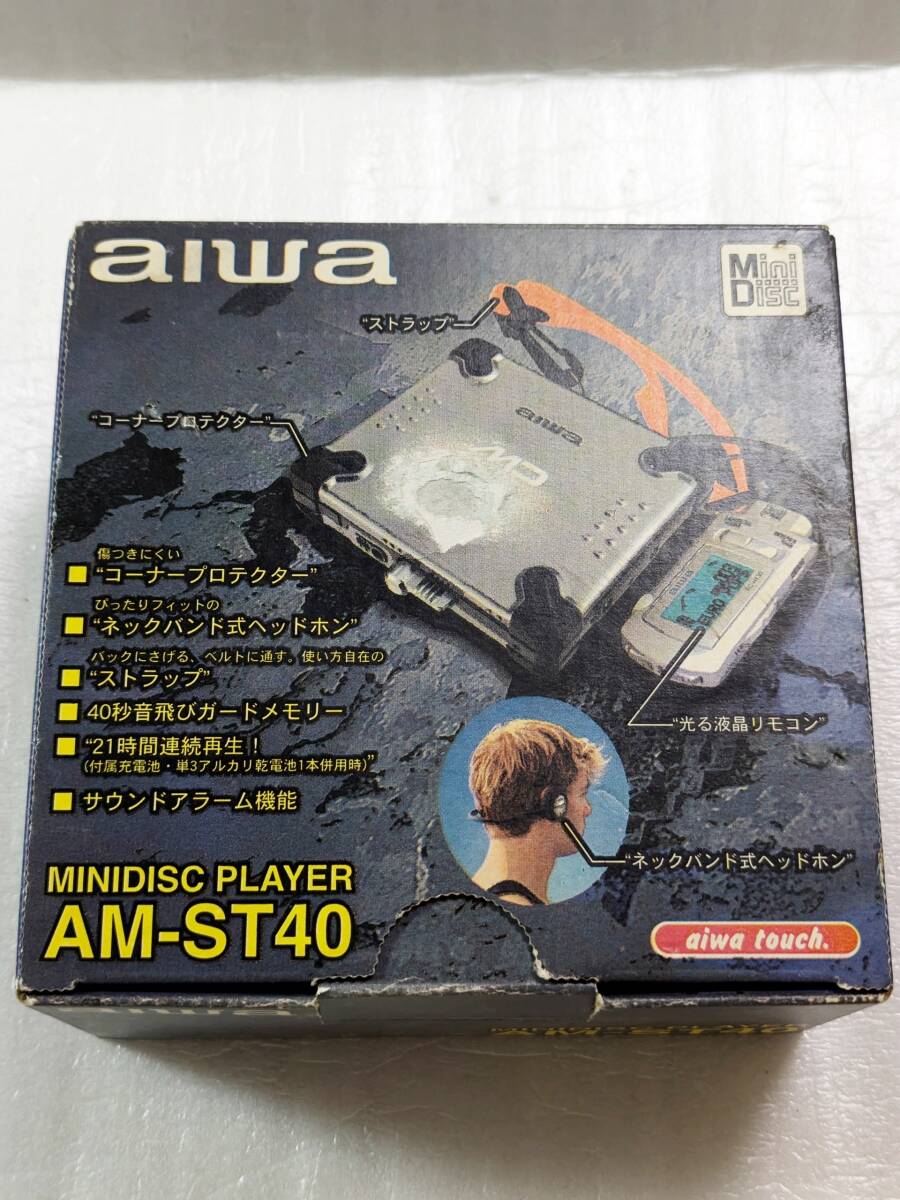 aiwa
Mini
Disc
“ストラップ”
“コーナープロテクター”
aiwa
MD
傷つきにくい
■ “コーナープロテクター”
ぴったりフィットの
■ “ネックバンド式ヘッドホン”
バックにさげる、ベルトに通す。使い方自在の
■ “ストラップ”
■ 40秒音飛びガードメモリー
■ “21時間連続再生！
(付属充電池・単3アルカリ乾電池1本併用時)”
■ サウンドアラーム機能
“光る液晶リモコン”
“ネックバンド式ヘッドホン”
MINIDISC PLAYER
AM-ST40
aiwa touch.
aiwa